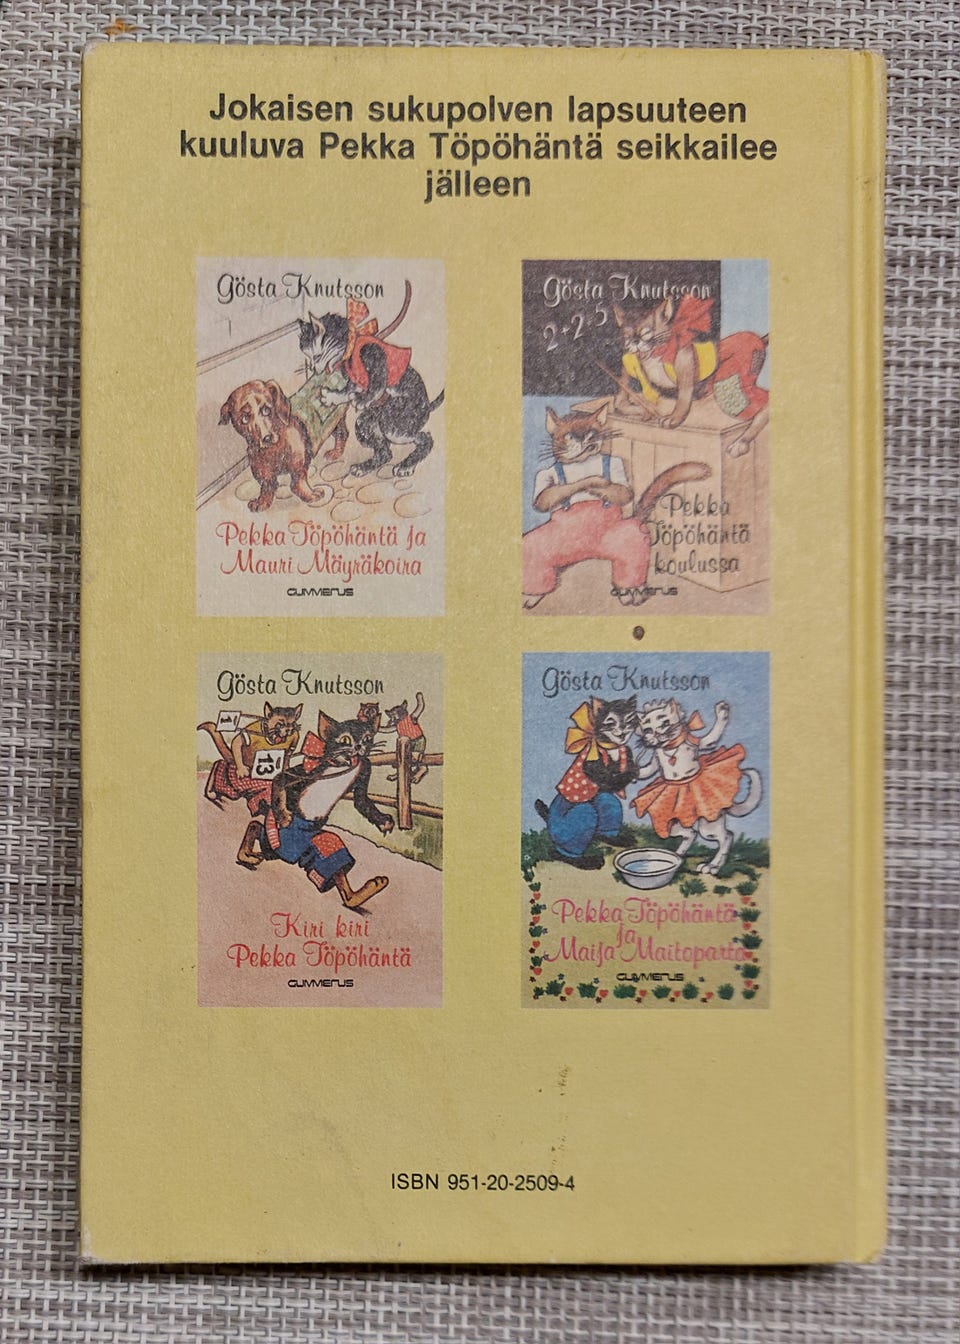 Jokaisen sukupolven lapsuuteen
kuuluva Pekka Töpöhäntä seikkailee
jälleen
Gösta Knutsson
Pekka Töpöhäntä ja
Mauri Mäyräkoira
GUMMERUS
Gösta Knutsson
2+2=5
Pekka
Töpöhäntä
koulussa
GUMMERUS
Gösta Knutsson
1
13
Kiri kiri
Pekka Töpöhäntä
GUMMERUS
Gösta Knutsson
Pekka Töpöhäntä
ja
Maija Maitoparta
GUMMERUS
ISBN 951-20-2509-4